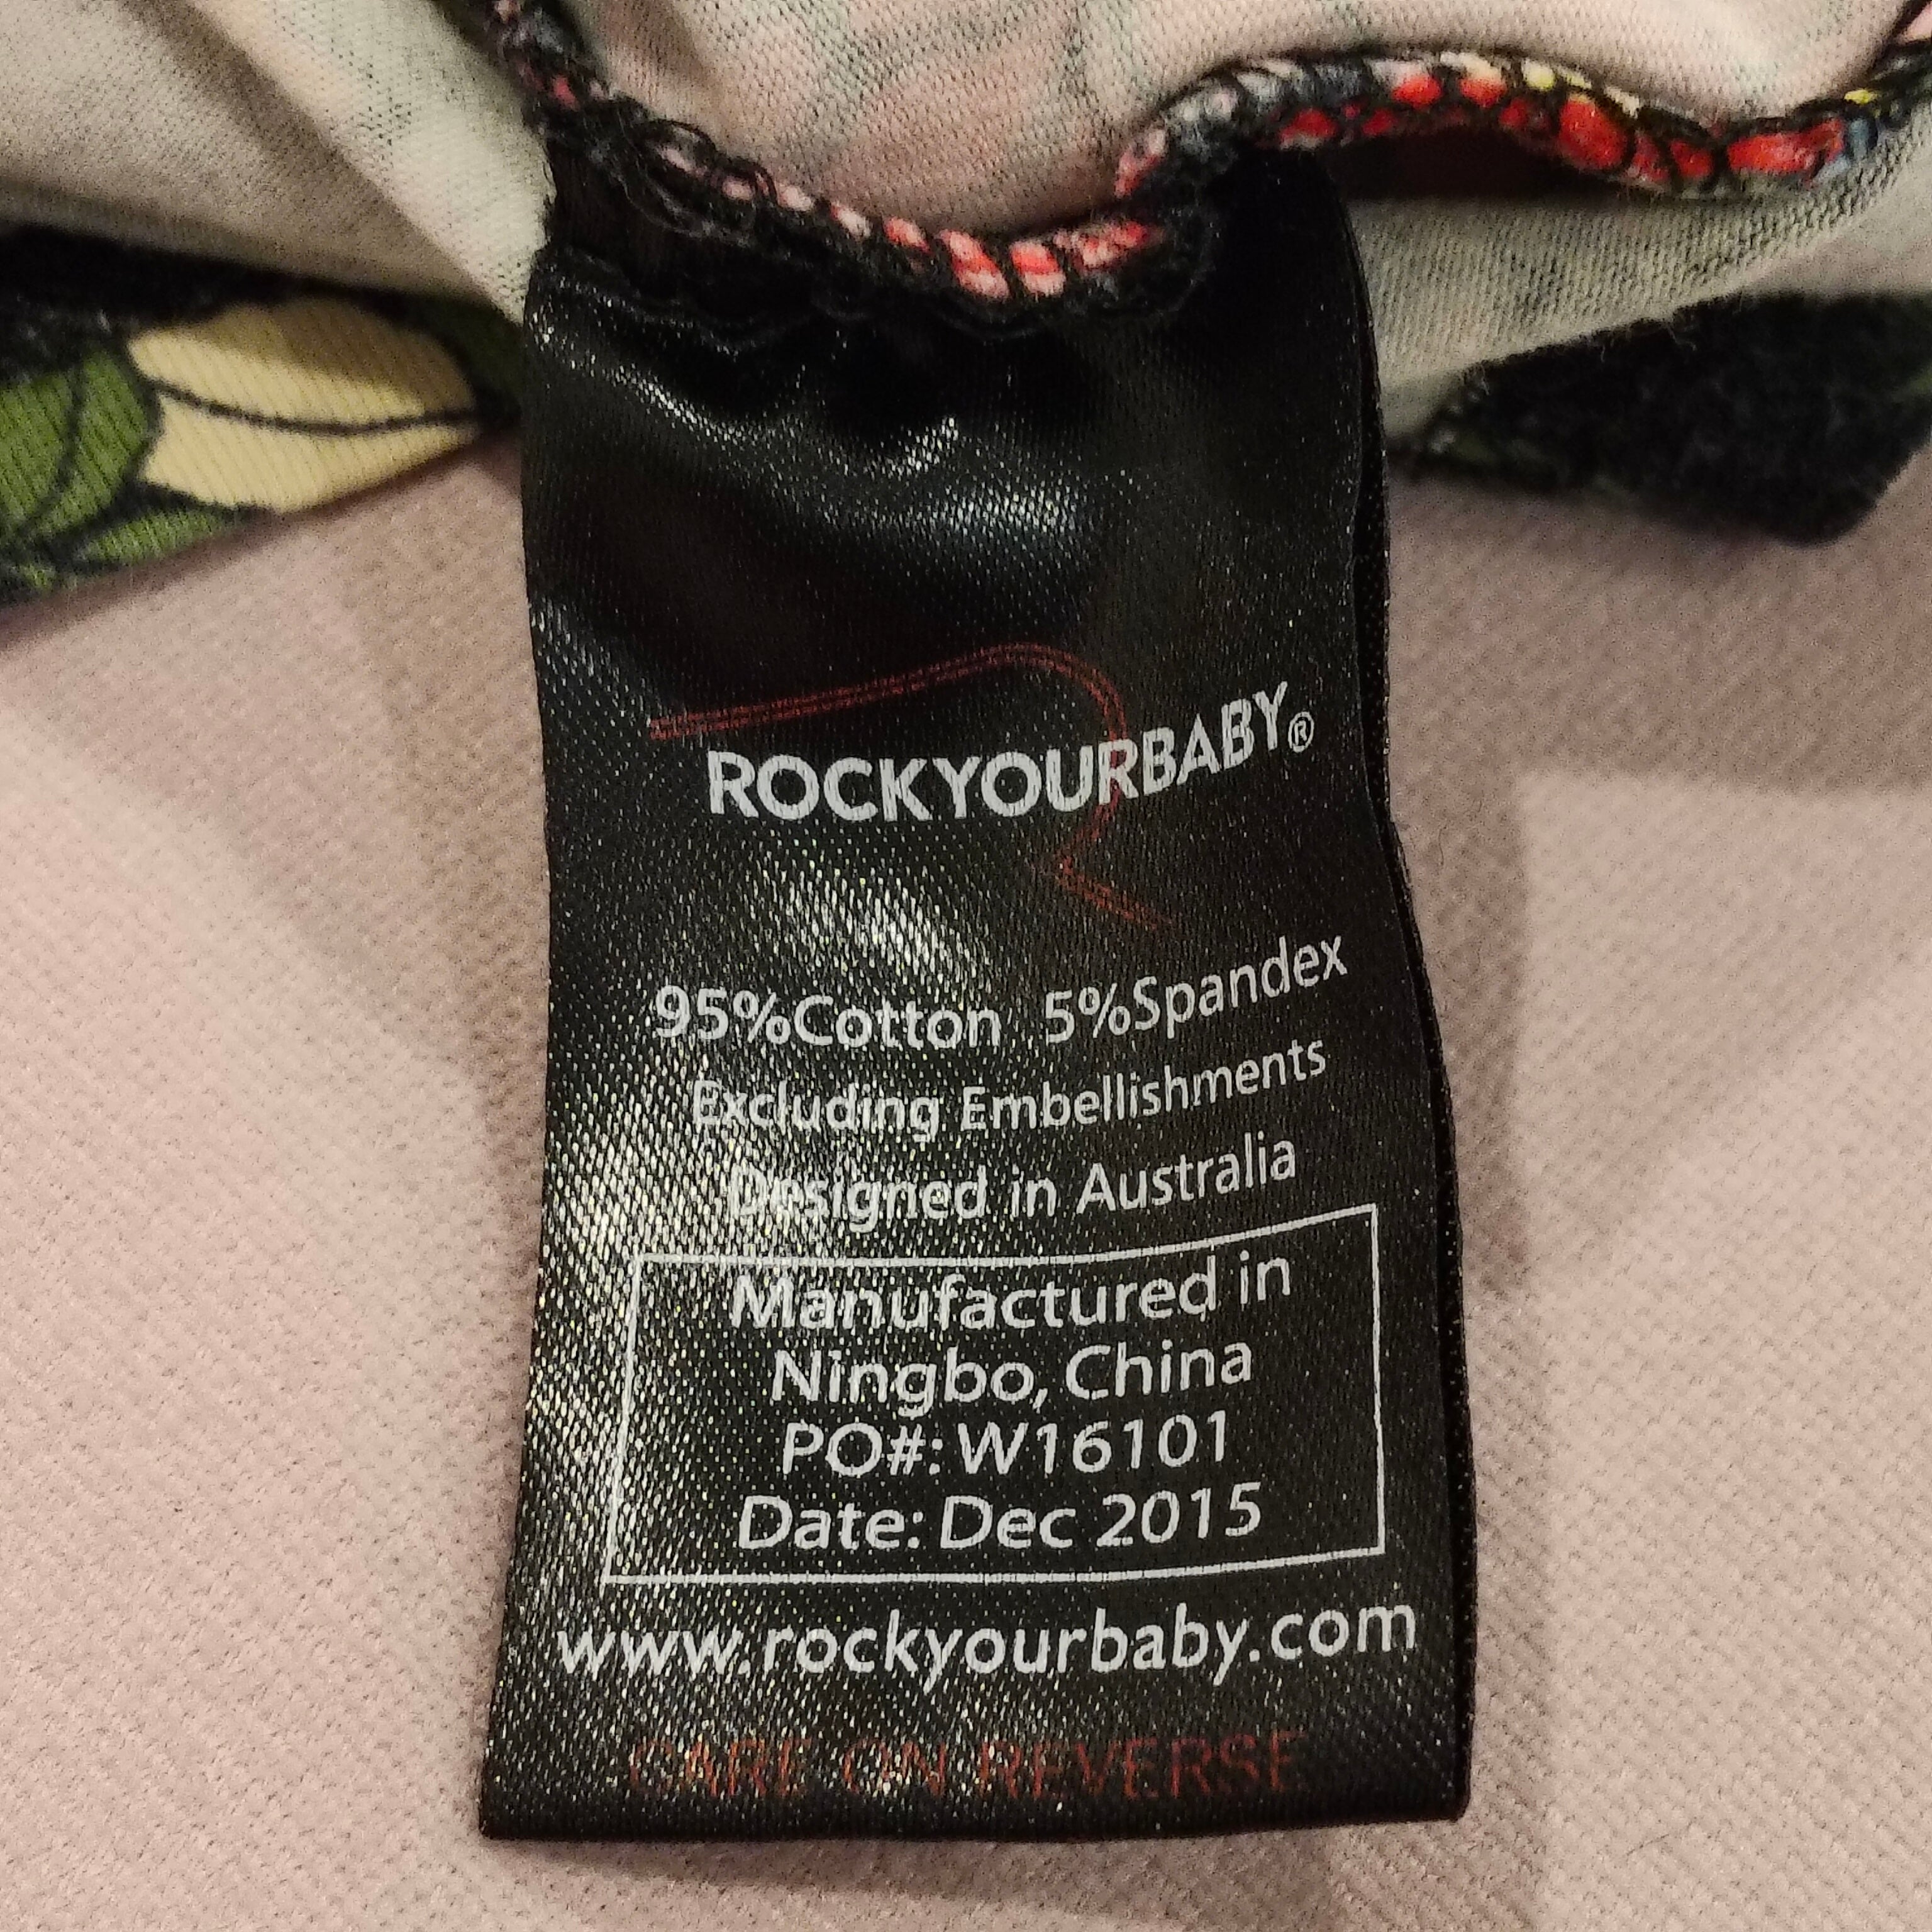 ROCKYOURBABY®
95%Cotton 5%Spandex
Excluding Embellishments
Designed in Australia
Manufactured in
Ningbo, China
PO#: W16101
Date: Dec 2015
www.rockyourbaby.com
CARE ON REVERSE